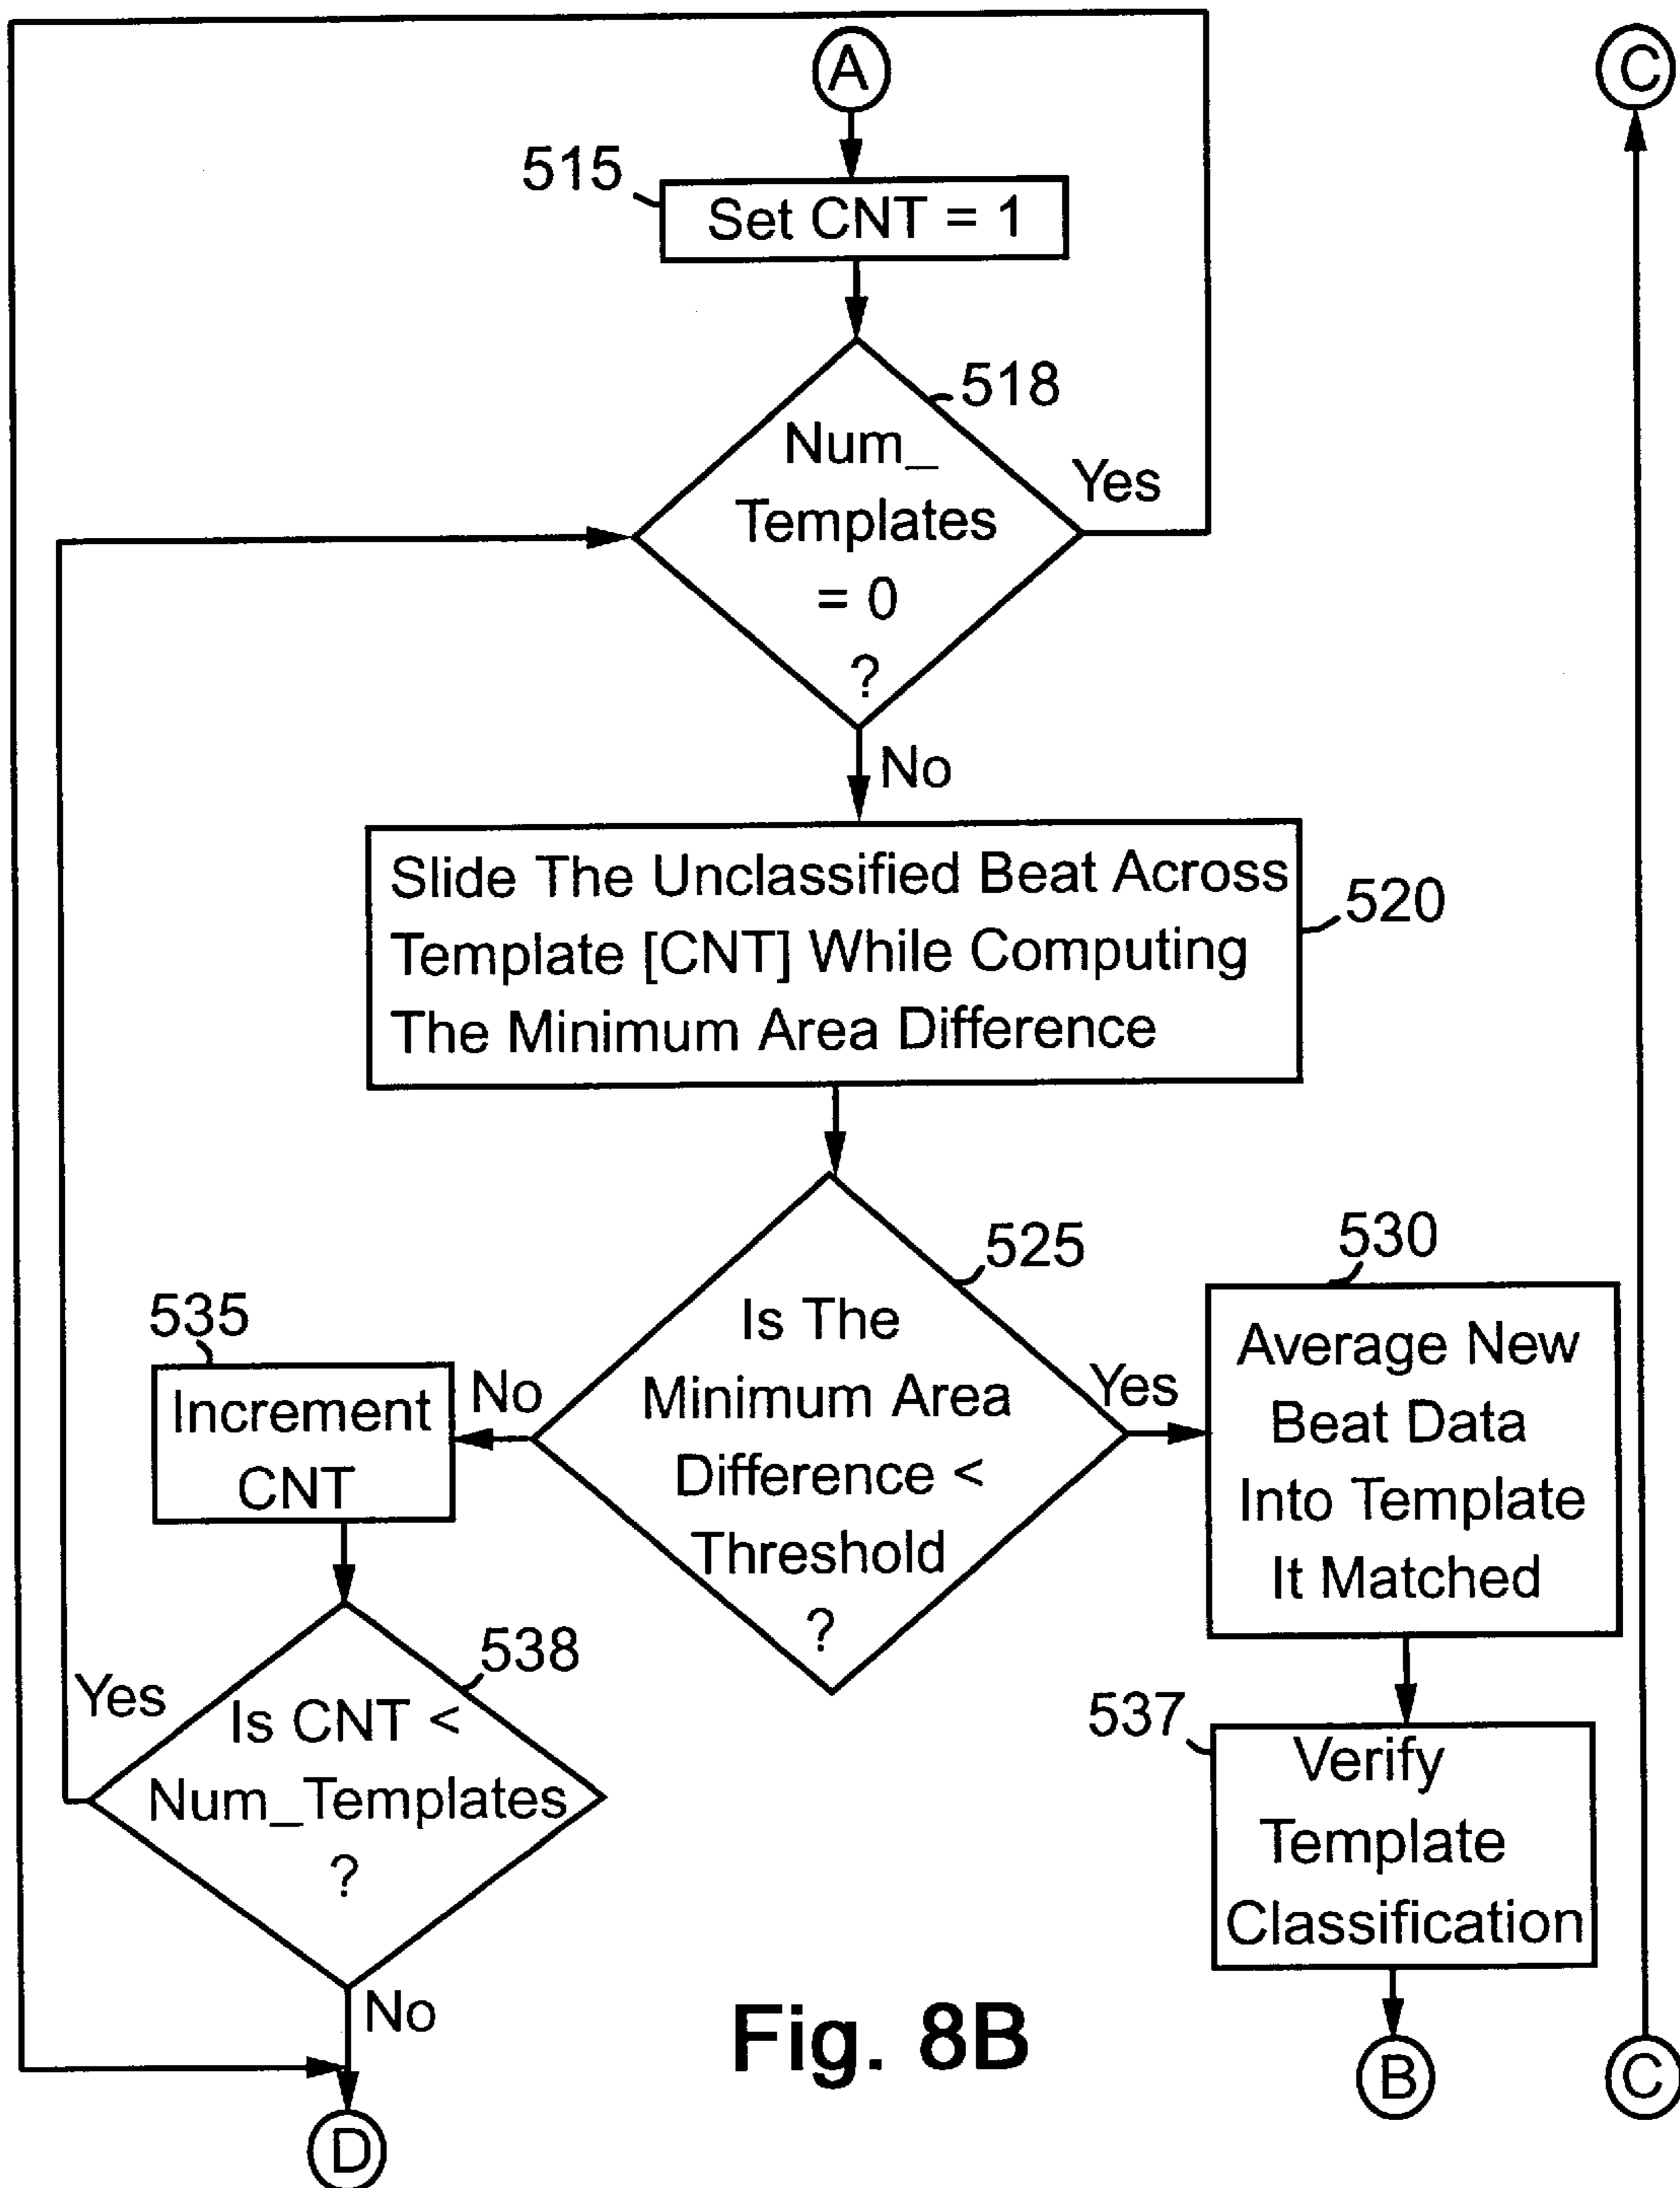 A
C
515
Set CNT = 1
518
Num_
Templates
= 0
?
Yes
No
Slide The Unclassified Beat Across
Template [CNT] While Computing
The Minimum Area Difference
520
525
Is The
Minimum Area
Difference <
Threshold
?
No
Yes
530
Average New
Beat Data
Into Template
It Matched
535
Increment
CNT
538
Is CNT <
Num_Templates
?
Yes
No
537
Verify
Template
Classification
D
B
C
Fig. 8B